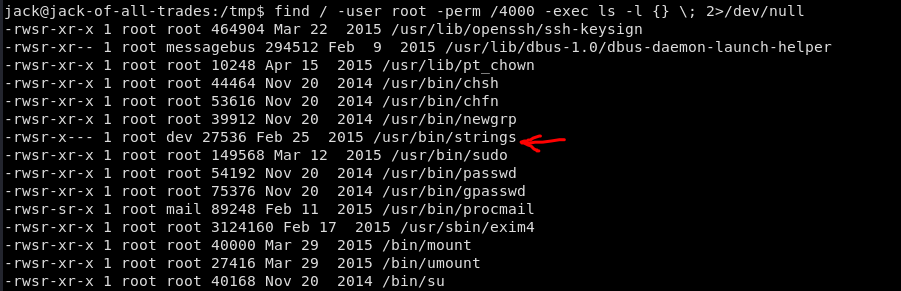 jack@jack-of-all-trades:/tmp$ find / -user root -perm /4000 -exec ls -l {} \; 2>/dev/null
-rwsr-xr-x 1 root root 464904 Mar 22  2015 /usr/lib/openssh/ssh-keysign
-rwsr-xr-- 1 root messagebus 294512 Feb  9  2015 /usr/lib/dbus-1.0/dbus-daemon-launch-helper
-rwsr-xr-x 1 root root 10248 Apr 15  2015 /usr/lib/pt_chown
-rwsr-xr-x 1 root root 44464 Nov 20  2014 /usr/bin/chsh
-rwsr-xr-x 1 root root 53616 Nov 20  2014 /usr/bin/chfn
-rwsr-xr-x 1 root root 39912 Nov 20  2014 /usr/bin/newgrp
-rwsr-x--- 1 root dev 27536 Feb 25  2015 /usr/bin/strings
-rwsr-xr-x 1 root root 149568 Mar 12  2015 /usr/bin/sudo
-rwsr-xr-x 1 root root 54192 Nov 20  2014 /usr/bin/passwd
-rwsr-xr-x 1 root root 75376 Nov 20  2014 /usr/bin/gpasswd
-rwsr-sr-x 1 root mail 89248 Feb 11  2015 /usr/bin/procmail
-rwsr-xr-x 1 root root 3124160 Feb 17  2015 /usr/sbin/exim4
-rwsr-xr-x 1 root root 40000 Mar 29  2015 /bin/mount
-rwsr-xr-x 1 root root 27416 Mar 29  2015 /bin/umount
-rwsr-xr-x 1 root root 40168 Nov 20  2014 /bin/su